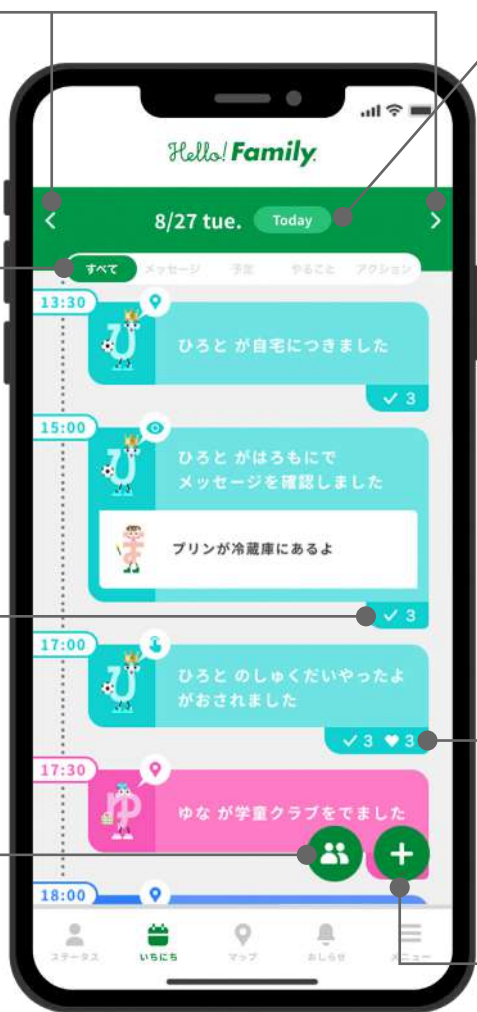 Hello! Family.
8/27 tue.
Today
すべて
メッセージ
予定
やること
アクション
13:30
ひ
ひろと が自宅につきました
3
15:00
ひ
ひろと がはろもにで
メッセージを確認しました
ま
プリンが冷蔵庫にあるよ
3
17:00
ひ
ひろと のしゅくだいやったよ
がおされました
3
3
17:30
ゆ
ゆな が学童クラブをでました
18:00
ステータス
いちにち
マップ
おしらせ
メニュー